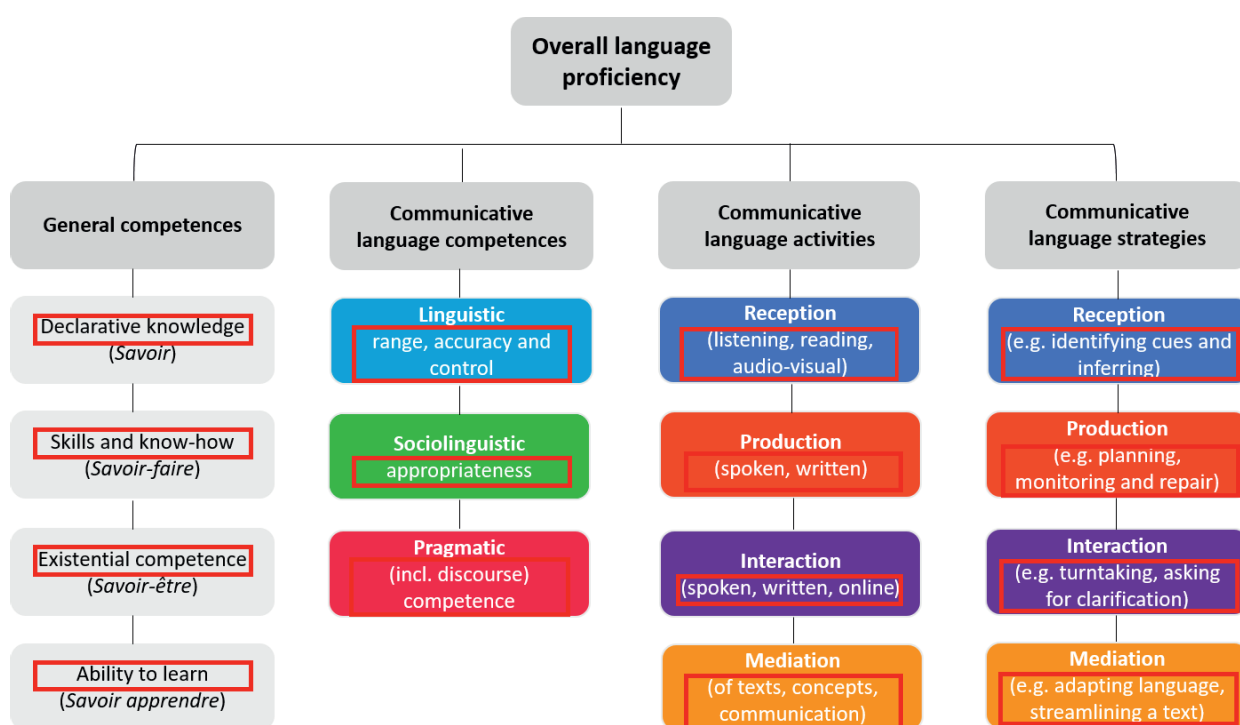 Overall language
proficiency
General competences
Declarative knowledge
(Savoir)
Skills and know-how
(Savoir-faire)
Existential competence
(Savoir-être)
Ability to learn
(Savoir apprendre)
Communicative
language competences
Linguistic
range, accuracy and
control
Sociolinguistic
appropriateness
Pragmatic
(incl. discourse)
competence
Communicative
language activities
Reception
(listening, reading,
audio-visual)
Production
(spoken, written)
Interaction
(spoken, written, online)
Mediation
(of texts, concepts,
communication)
Communicative
language strategies
Reception
(e.g. identifying cues and
inferring)
Production
(e.g. planning,
monitoring and repair)
Interaction
(e.g. turntaking, asking
for clarification)
Mediation
(e.g. adapting language,
streamlining a text)